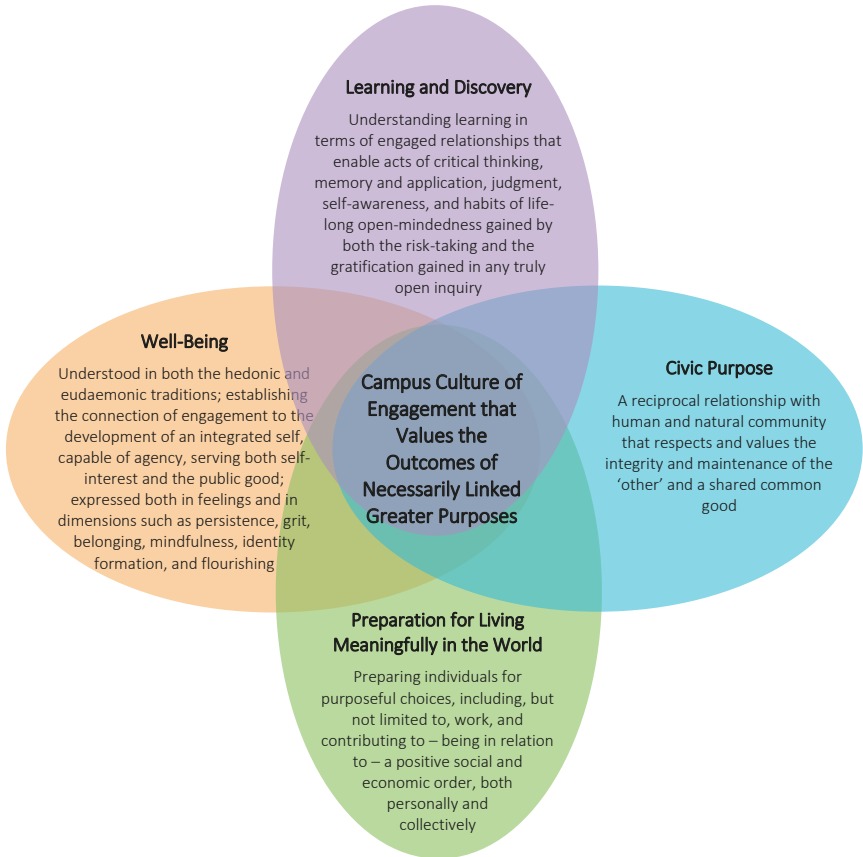 Learning and Discovery
Understanding learning in
terms of engaged relationships that
enable acts of critical thinking,
memory and application, judgment,
self-awareness, and habits of life-
long open-mindedness gained by
both the risk-taking and the
gratification gained in any truly
open inquiry
Well-Being
Understood in both the hedonic and
eudaemonic traditions; establishing
the connection of engagement to the
development of an integrated self,
capable of agency, serving both self-
interest and the public good;
expressed both in feelings and in
dimensions such as persistence, grit,
belonging, mindfulness, identity
formation, and flourishing
Campus Culture of
Engagement that
Values the
Outcomes of
Necessarily Linked
Greater Purposes
Civic Purpose
A reciprocal relationship with
human and natural community
that respects and values the
integrity and maintenance of the
‘other’ and a shared common
good
Preparation for Living
Meaningfully in the World
Preparing individuals for
purposeful choices, including, but
not limited to, work, and
contributing to – being in relation
to – a positive social and
economic order, both
personally and
collectively